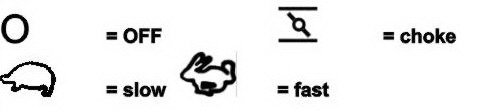 O = OFF = choke
= slow = fast